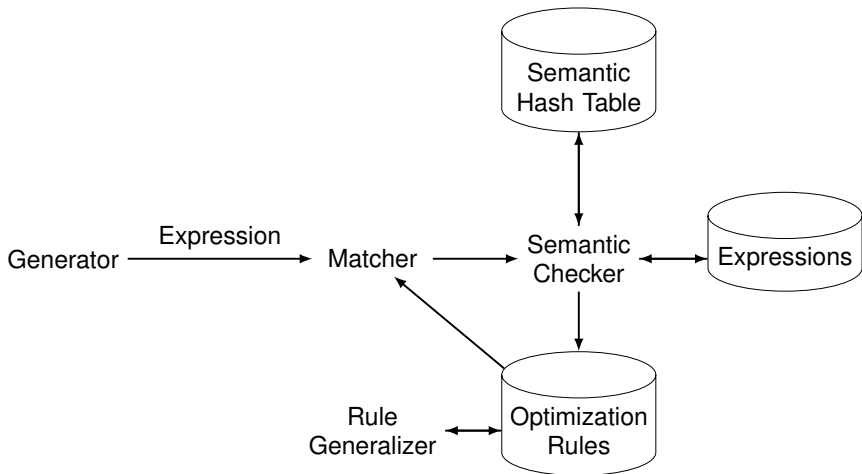 Semantic
Hash Table
Expression
Generator
Matcher
Semantic
Checker
Expressions
Rule
Generalizer
Optimization
Rules